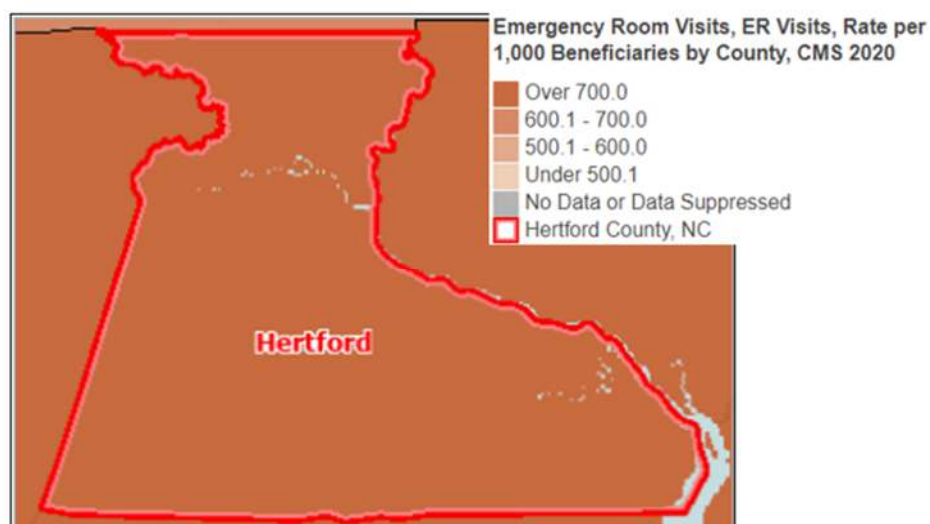 Emergency Room Visits, ER Visits, Rate per
1,000 Beneficiaries by County, CMS 2020
Over 700.0
600.1 - 700.0
500.1 - 600.0
Under 500.1
No Data or Data Suppressed
Hertford County, NC
Hertford